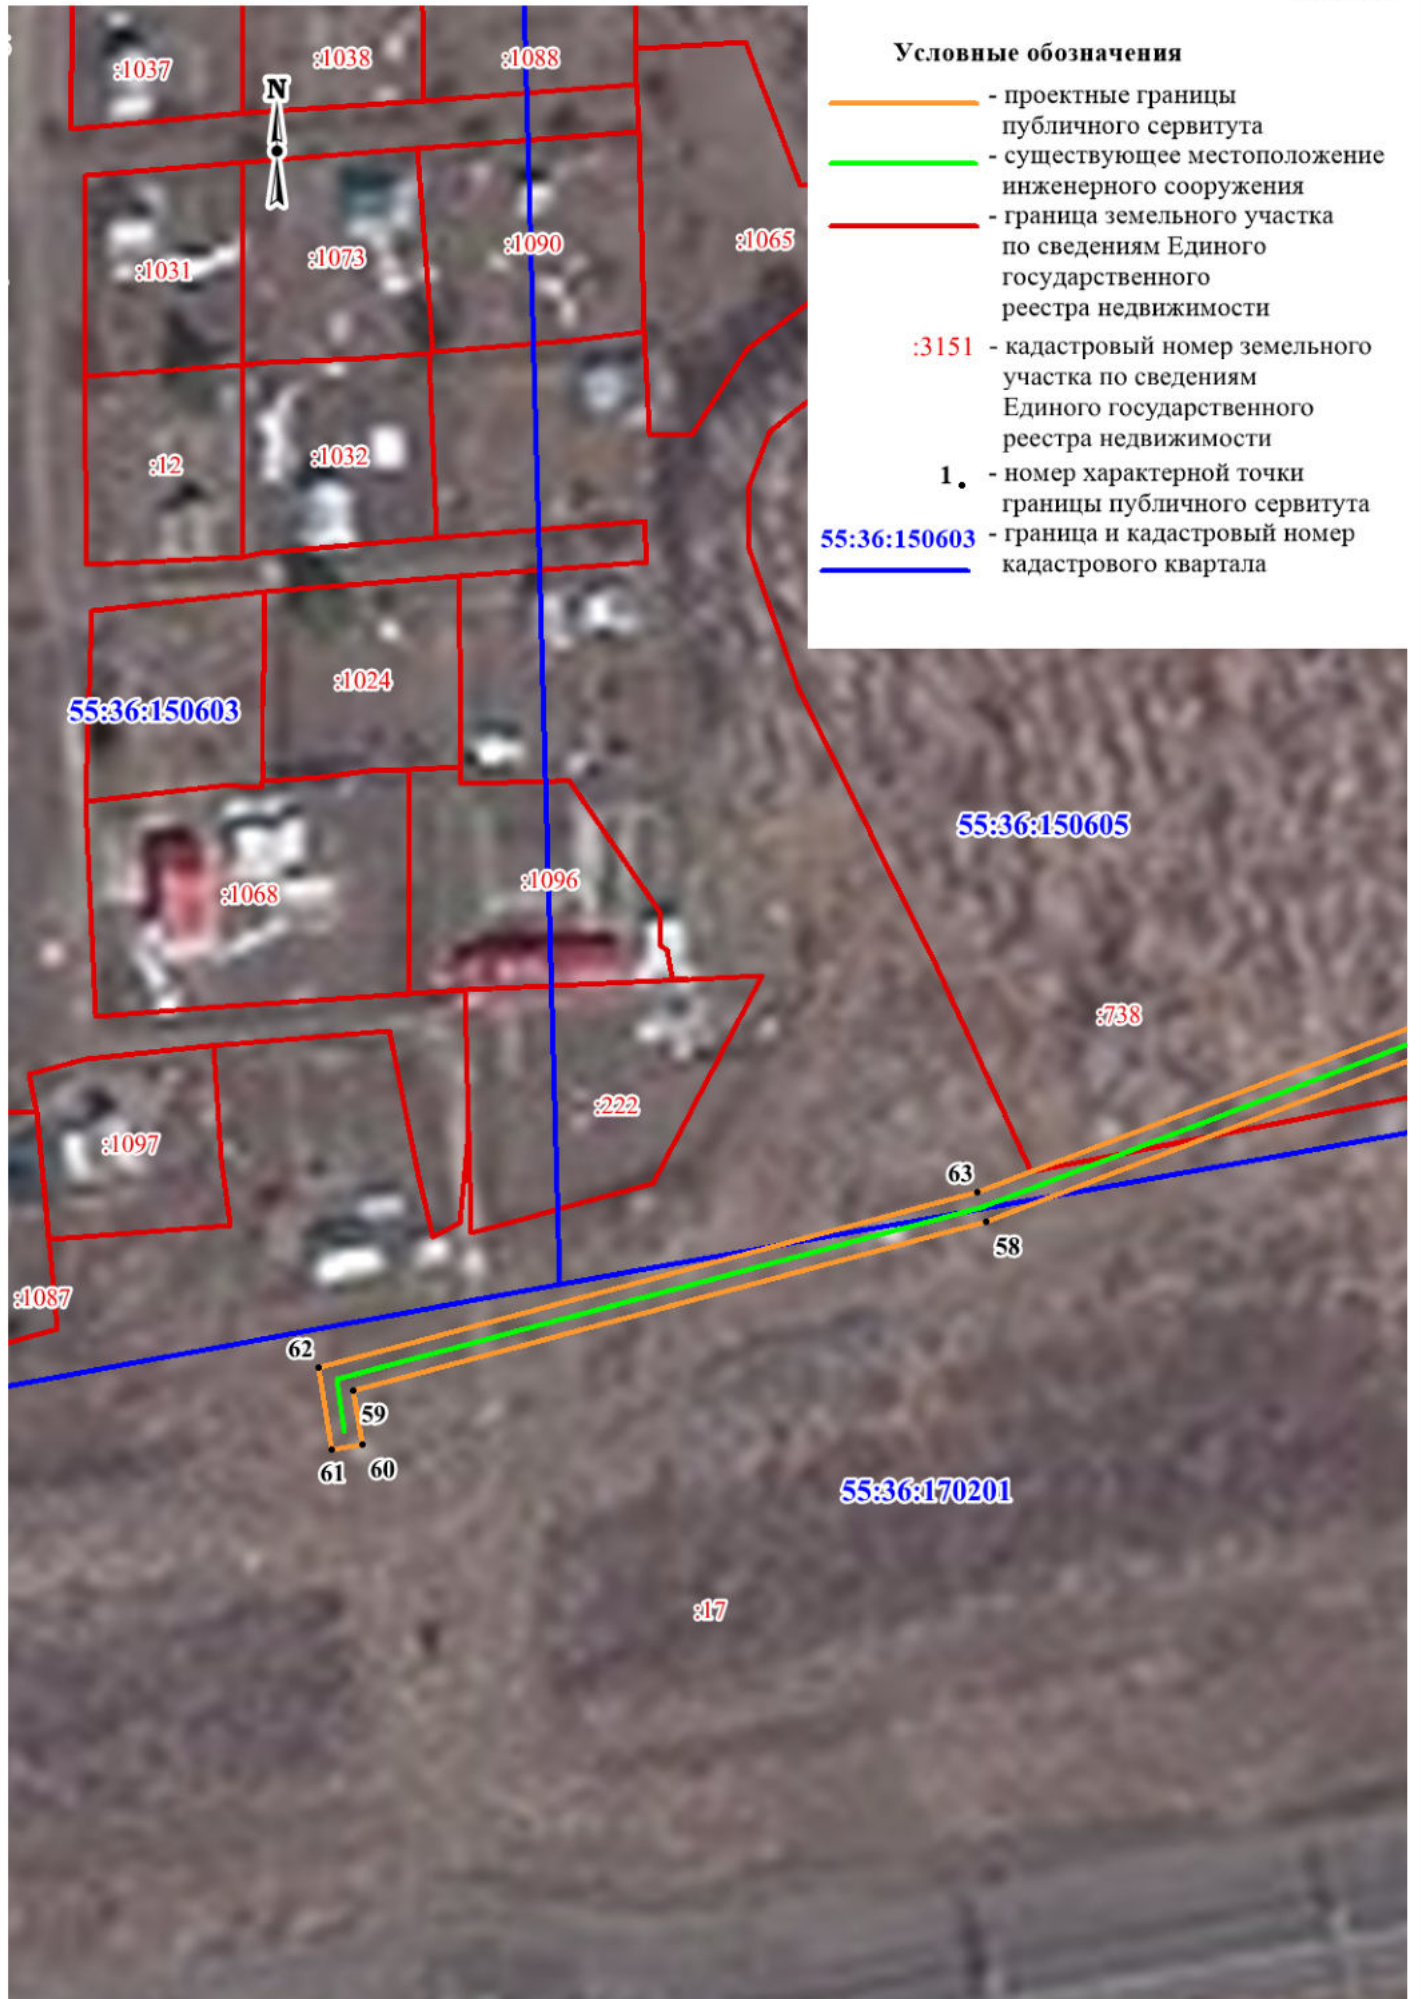 Условные обозначения
- проектные границы
публичного сервитута
- существующее местоположение
инженерного сооружения
- граница земельного участка
по сведениям Единого
государственного
реестра недвижимости
:3151 - кадастровый номер земельного
участка по сведениям
Единого государственного
реестра недвижимости
1. - номер характерной точки
границы публичного сервитута
55:36:150603 - граница и кадастровый номер
кадастрового квартала
:1037
:1038
:1088
N
:1031
:1073
:1090
:1065
:12
:1032
:1024
55:36:150603
55:36:150605
:1068
:1096
:738
:222
:1097
63
58
:1087
62
59
61
60
55:36:170201
:17